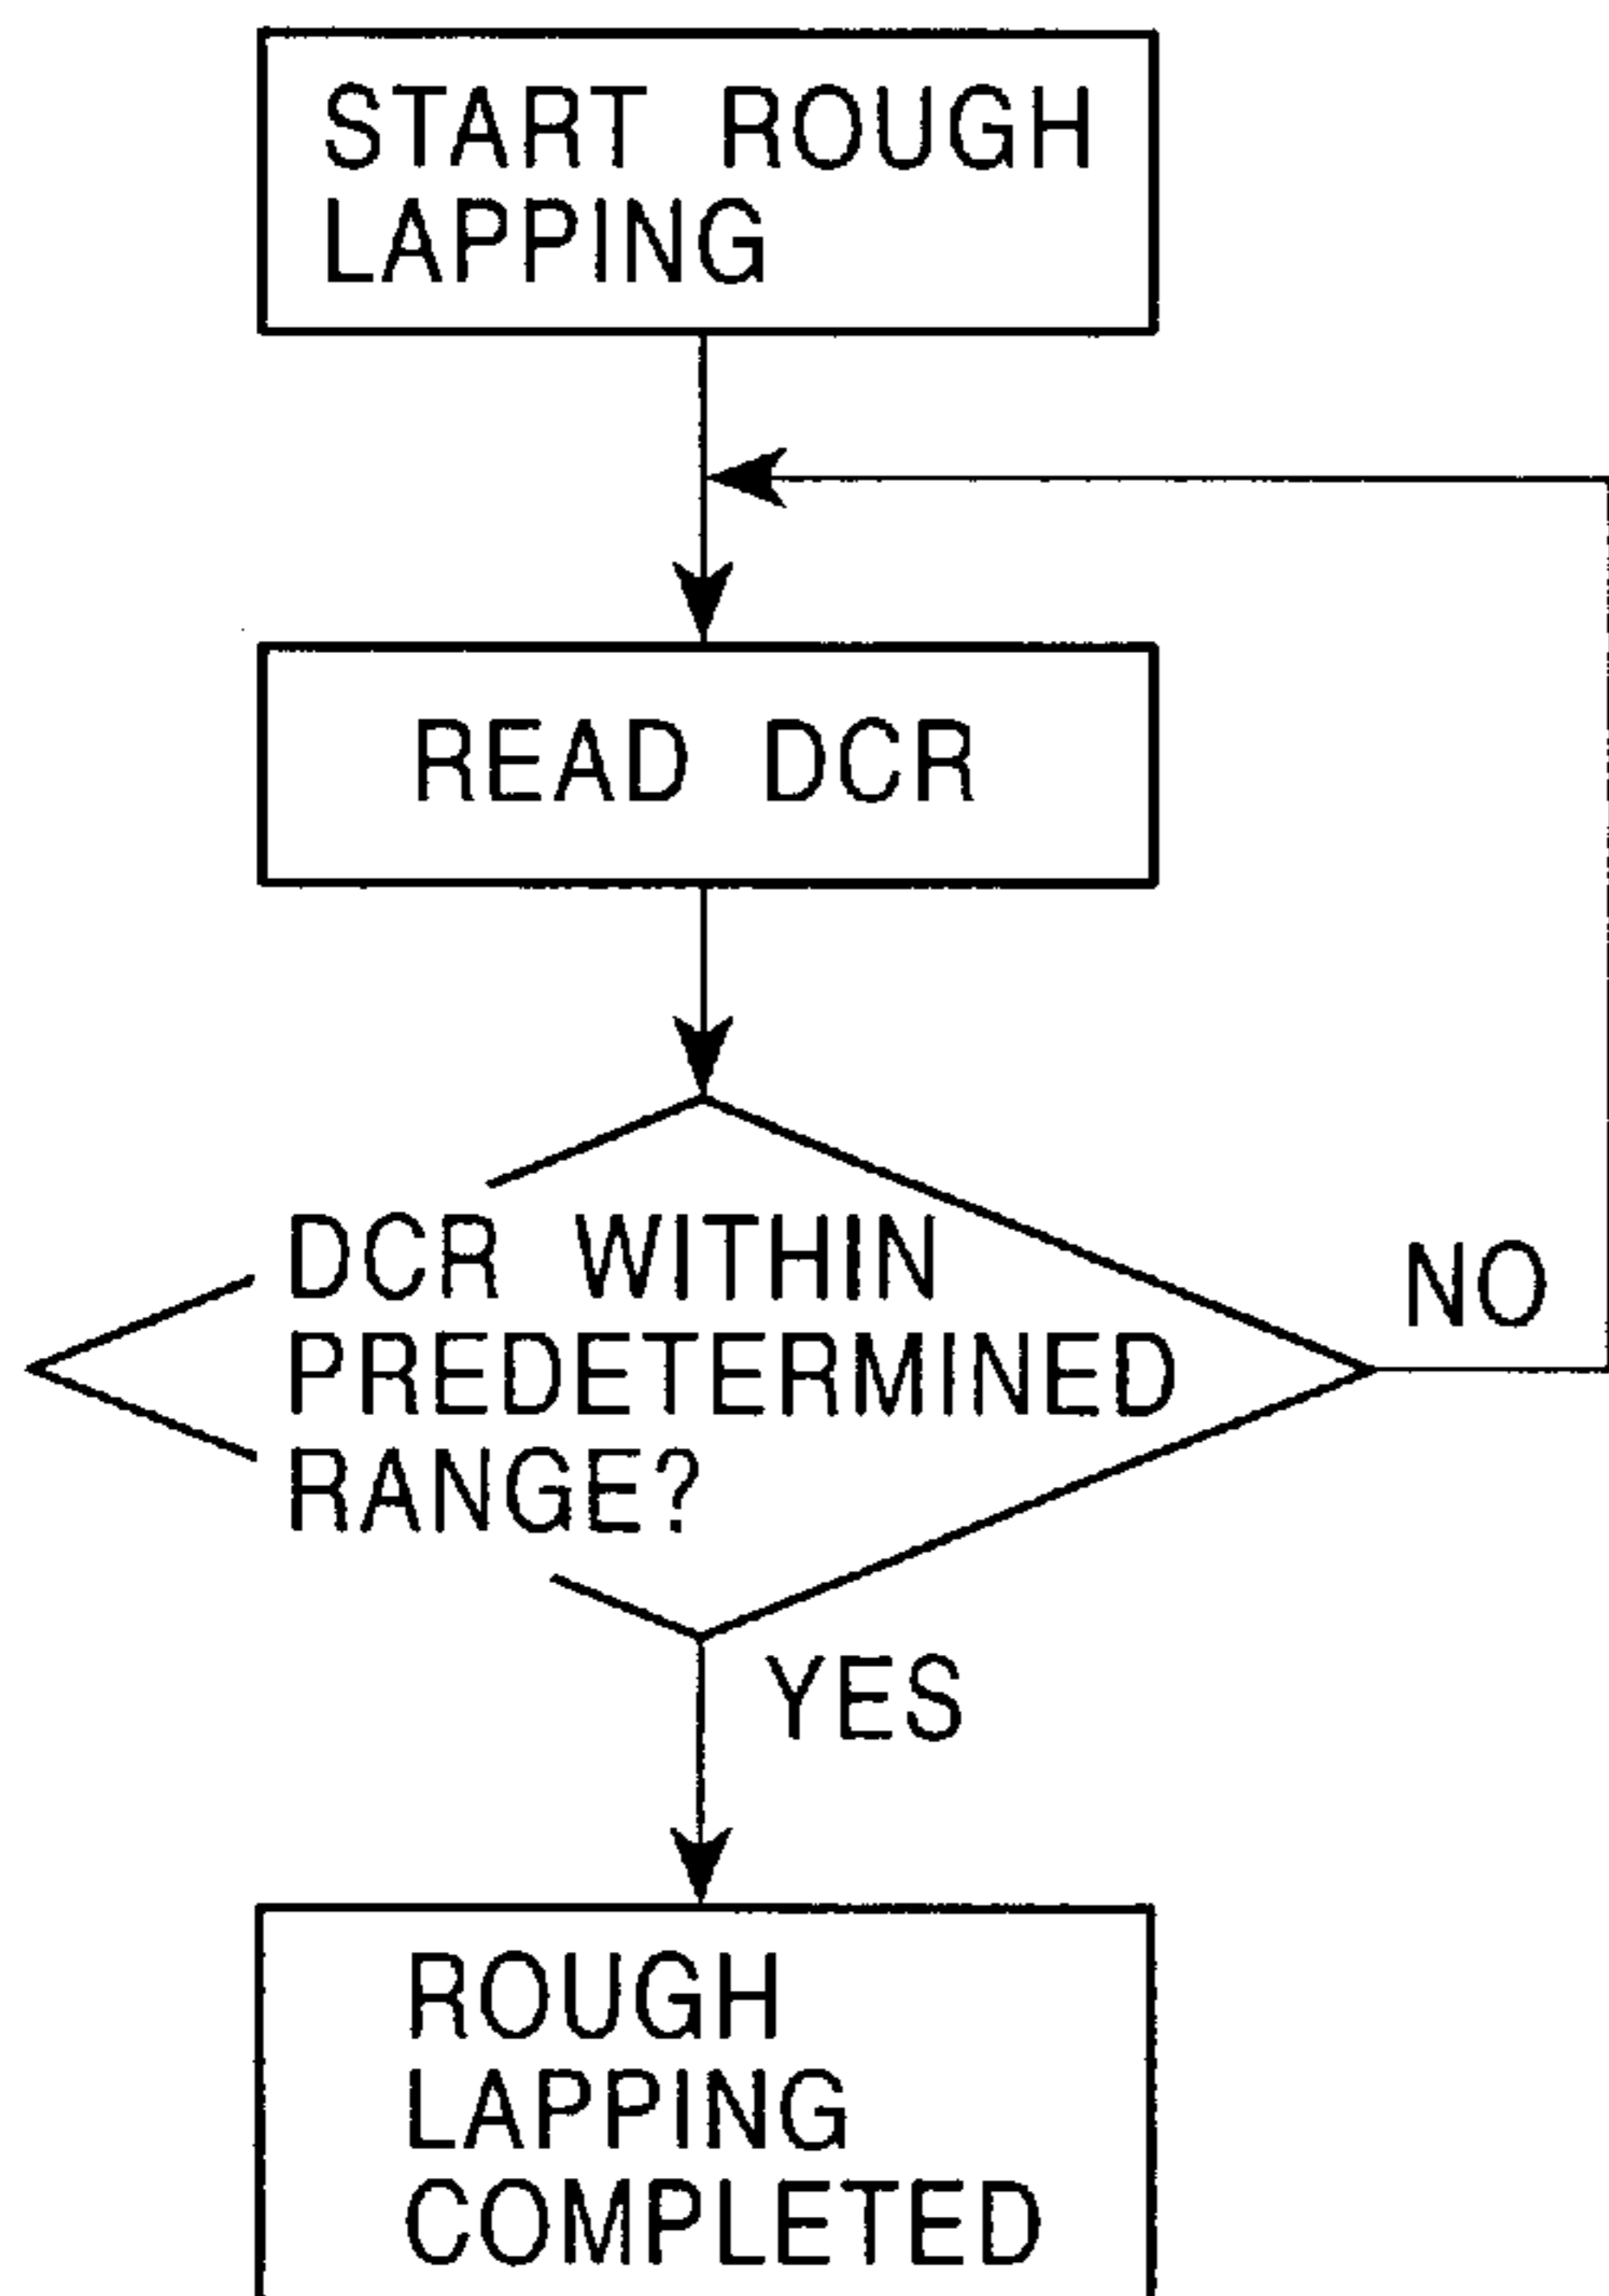 START ROUGH
LAPPING
READ DCR
DCR WITHIN
PREDETERMINED
RANGE?
NO
YES
ROUGH
LAPPING
COMPLETED